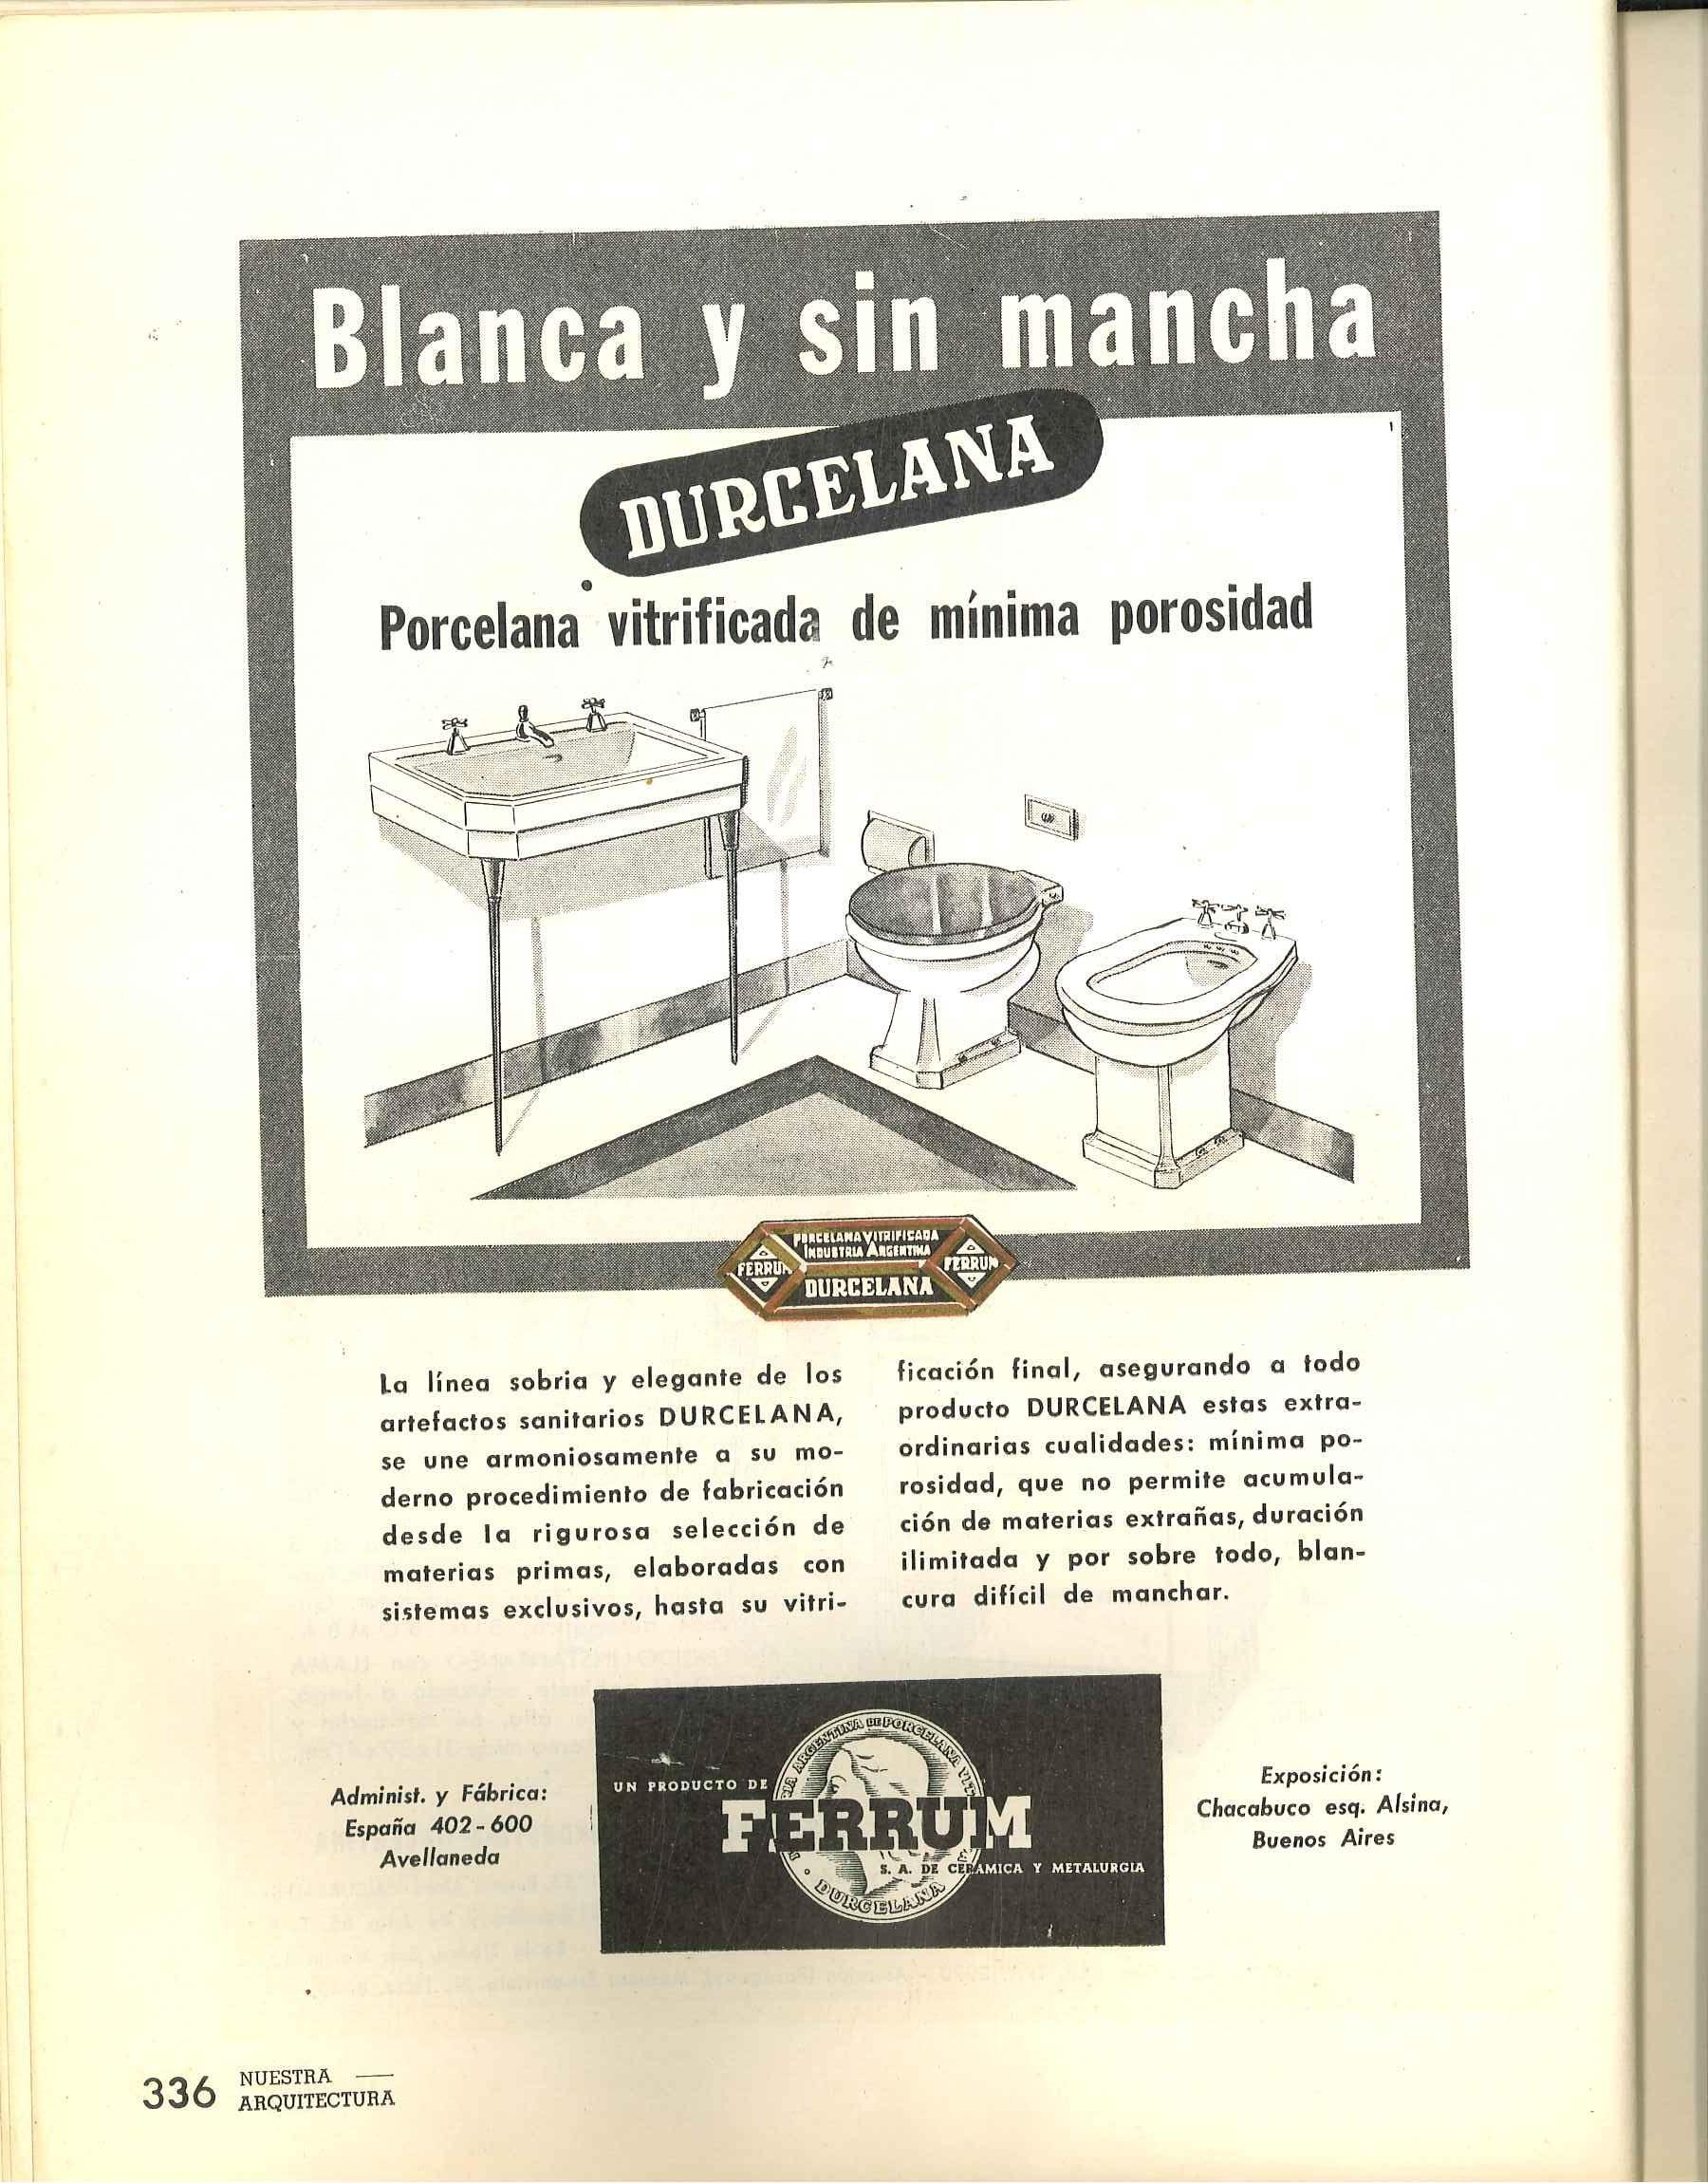 Blanca y sin mancha
DURCELANA
Porcelana vitrificada de mínima porosidad
PORCELANA VITRIFICADA
INDUSTRIA ARGENTINA
FERRUM
FERRUM
DURCELANA
La línea sobria y elegante de los
artefactos sanitarios DURCELANA,
se une armoniosamente a su mo-
derno procedimiento de fabricación
desde la rigurosa selección de
materias primas, elaboradas con
sistemas exclusivos, hasta su vitri-
ficación final, asegurando a todo
producto DURCELANA estas extra-
ordinarias cualidades: mínima po-
rosidad, que no permite acumula-
ción de materias extrañas, duración
ilimitada y por sobre todo, blan-
cura difícil de manchar.
Administ. y Fábrica:
España 402-600
Avellaneda
ARGENTINA DE PORCELANA
UN PRODUCTO DE
FERRUM
S. A. DE CERAMICA Y METALURGIA
DURCELANA
Exposición:
Chacabuco esq. Alsina,
Buenos Aires
336 NUESTRA —
ARQUITECTURA